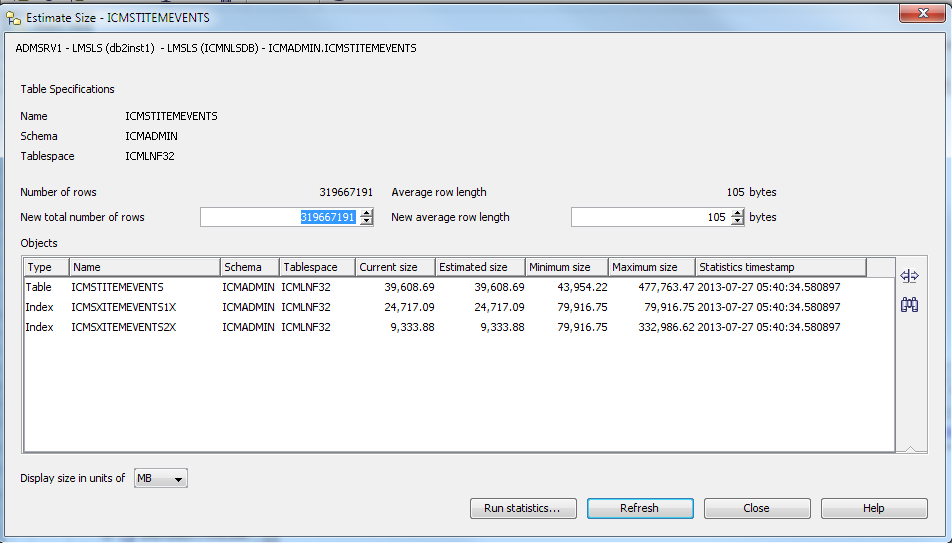 Estimate Size - ICMSTITEMEVENTS
ADMSRV1 - LMSLS (db2inst1) - LMSLS (ICMNLSDB) - ICMADMIN.ICMSTITEMEVENTS
Table Specifications
Name ICMSTITEMEVENTS
Schema ICMADMIN
Tablespace ICMLNF32
Number of rows 319667191 Average row length 105 bytes
New total number of rows 319667191 New average row length 105 bytes
Objects
Type Name Schema Tablespace Current size Estimated size Minimum size Maximum size Statistics timestamp
Table ICMSTITEMEVENTS ICMADMIN ICMLNF32 39,608.69 39,608.69 43,954.22 477,763.47 2013-07-27 05:40:34.580897
Index ICMSXITEMEVENTS1X ICMADMIN ICMLNF32 24,717.09 24,717.09 79,916.75 79,916.75 2013-07-27 05:40:34.580897
Index ICMSXITEMEVENTS2X ICMADMIN ICMLNF32 9,333.88 9,333.88 79,916.75 332,986.62 2013-07-27 05:40:34.580897
Display size in units of MB
Run statistics... Refresh Close Help